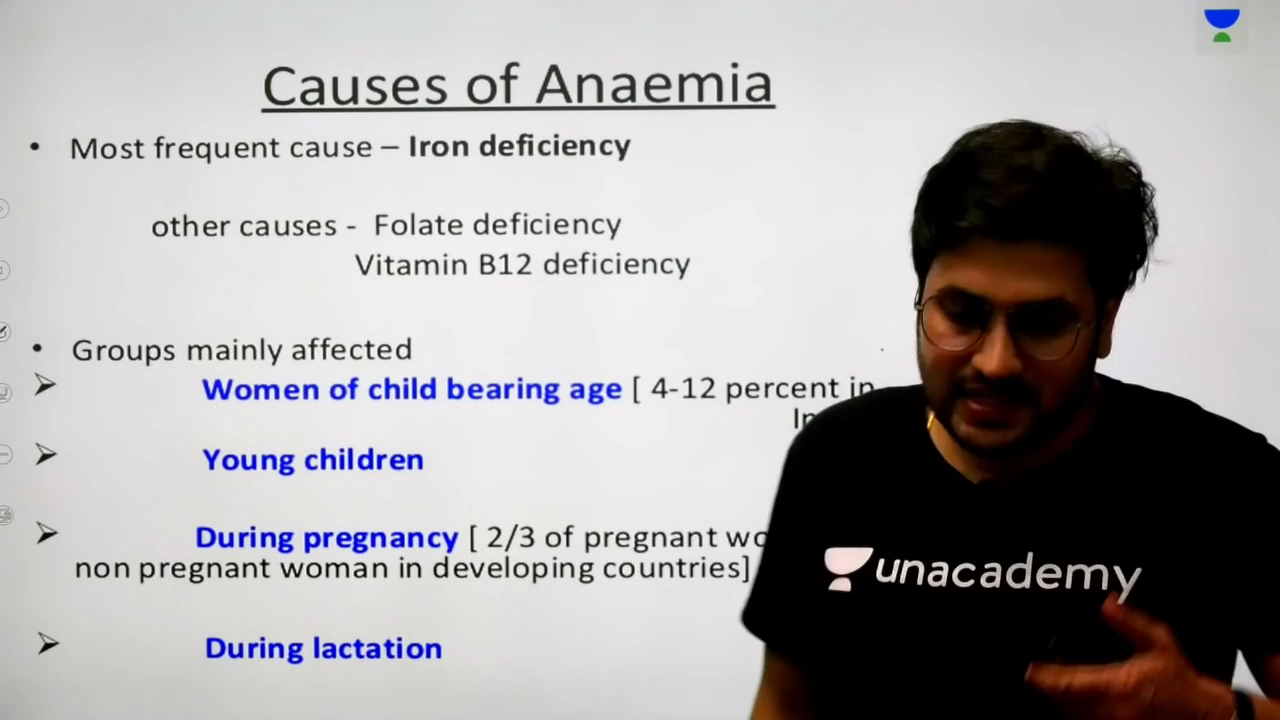 Causes of Anaemia
• Most frequent cause – Iron deficiency
other causes - Folate deficiency
Vitamin B12 deficiency
• Groups mainly affected
➢ Women of child bearing age [ 4-12 percent in
➢ Young children
➢ During pregnancy [ 2/3 of pregnant
non pregnant woman in developing countries]
➢ During lactation
unacademy